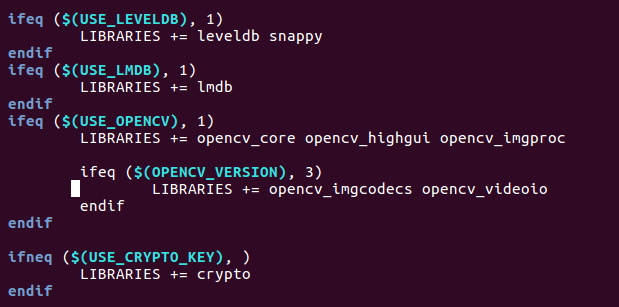 ifeq ($(USE_LEVELDB), 1)
        LIBRARIES += leveldb snappy
endif
ifeq ($(USE_LMDB), 1)
        LIBRARIES += lmdb
endif
ifeq ($(USE_OPENCV), 1)
        LIBRARIES += opencv_core opencv_highgui opencv_imgproc

        ifeq ($(OPENCV_VERSION), 3)
                LIBRARIES += opencv_imgcodecs opencv_videoio
        endif
endif

ifneq ($(USE_CRYPTO_KEY), )
        LIBRARIES += crypto
endif